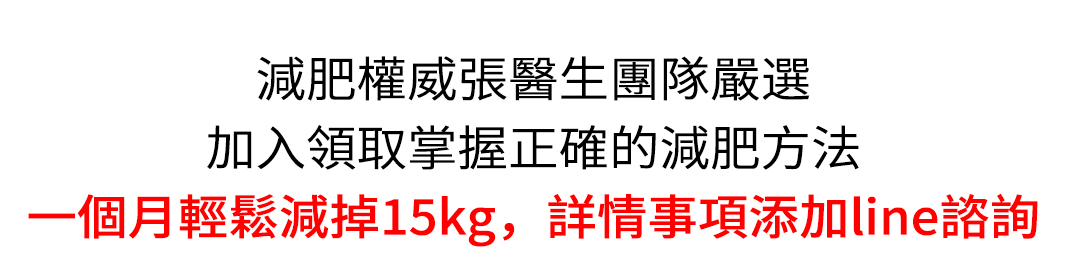 減肥權威張醫生團隊嚴選
加入領取掌握正確的減肥方法
一個月輕鬆減掉15kg，詳情事項添加line諮詢